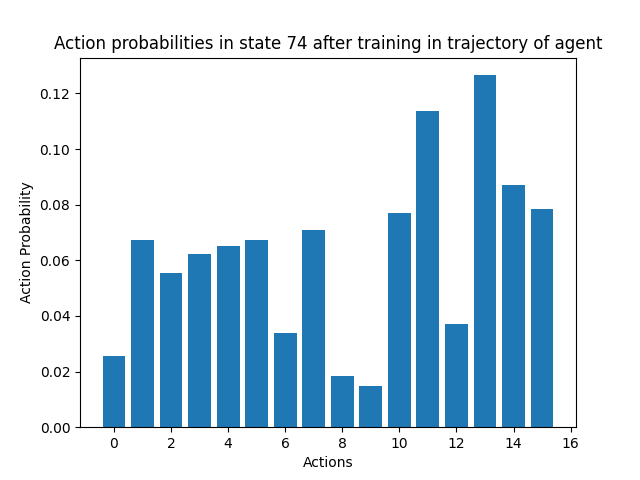 Action probabilities in state 74 after training in trajectory of agent
0.12
0.10
0.08
0.06
0.04
0.02
0.00
Action Probability
0 2 4 6 8 10 12 14 16
Actions